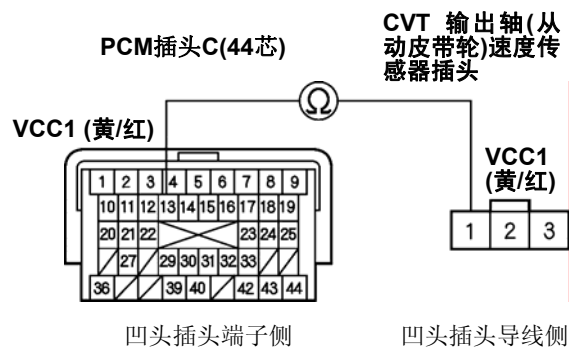 PCM插头C(44芯)
CVT 输出轴(从
动皮带轮)速度传
感器插头
Ω
VCC1 (黄/红)
VCC1
(黄/红)
1 2 3 4 5 6 7 8 9
10 11 12 13 14 15 16 17 18 19
20 21 22 23 24 25
27 29 30 31 32 33
36 39 40 42 43 44
1 2 3
凹头插头端子侧
凹头插头导线侧